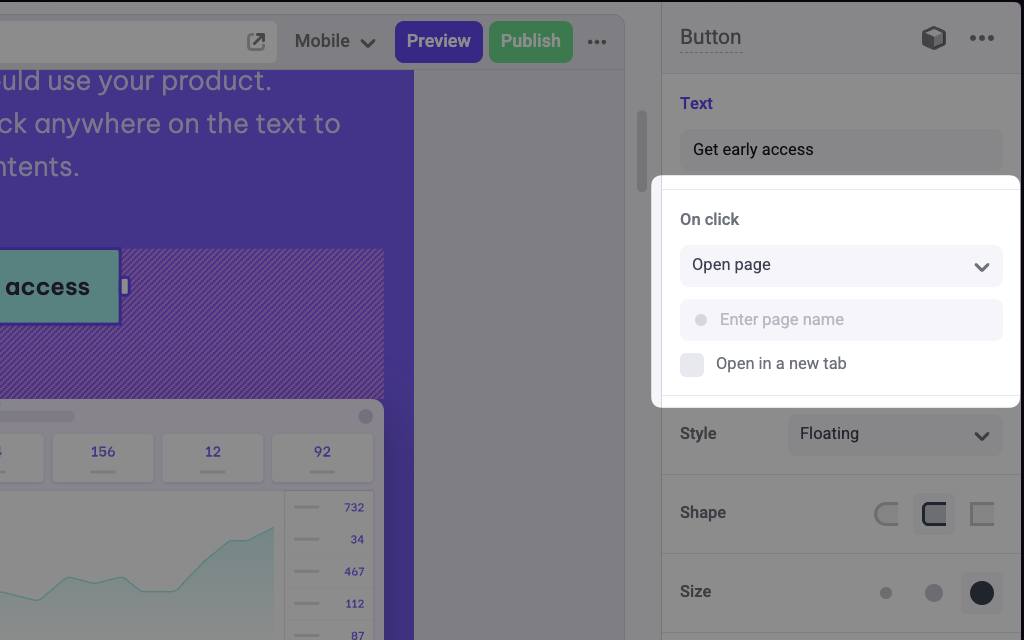 Mobile
Preview
Publish
Button
uld use your product.
ck anywhere on the text to
ntents.
access
156
12
92
732
34
467
112
87
Text
Get early access
On click
Open page
Enter page name
Open in a new tab
Style
Floating
Shape
Size